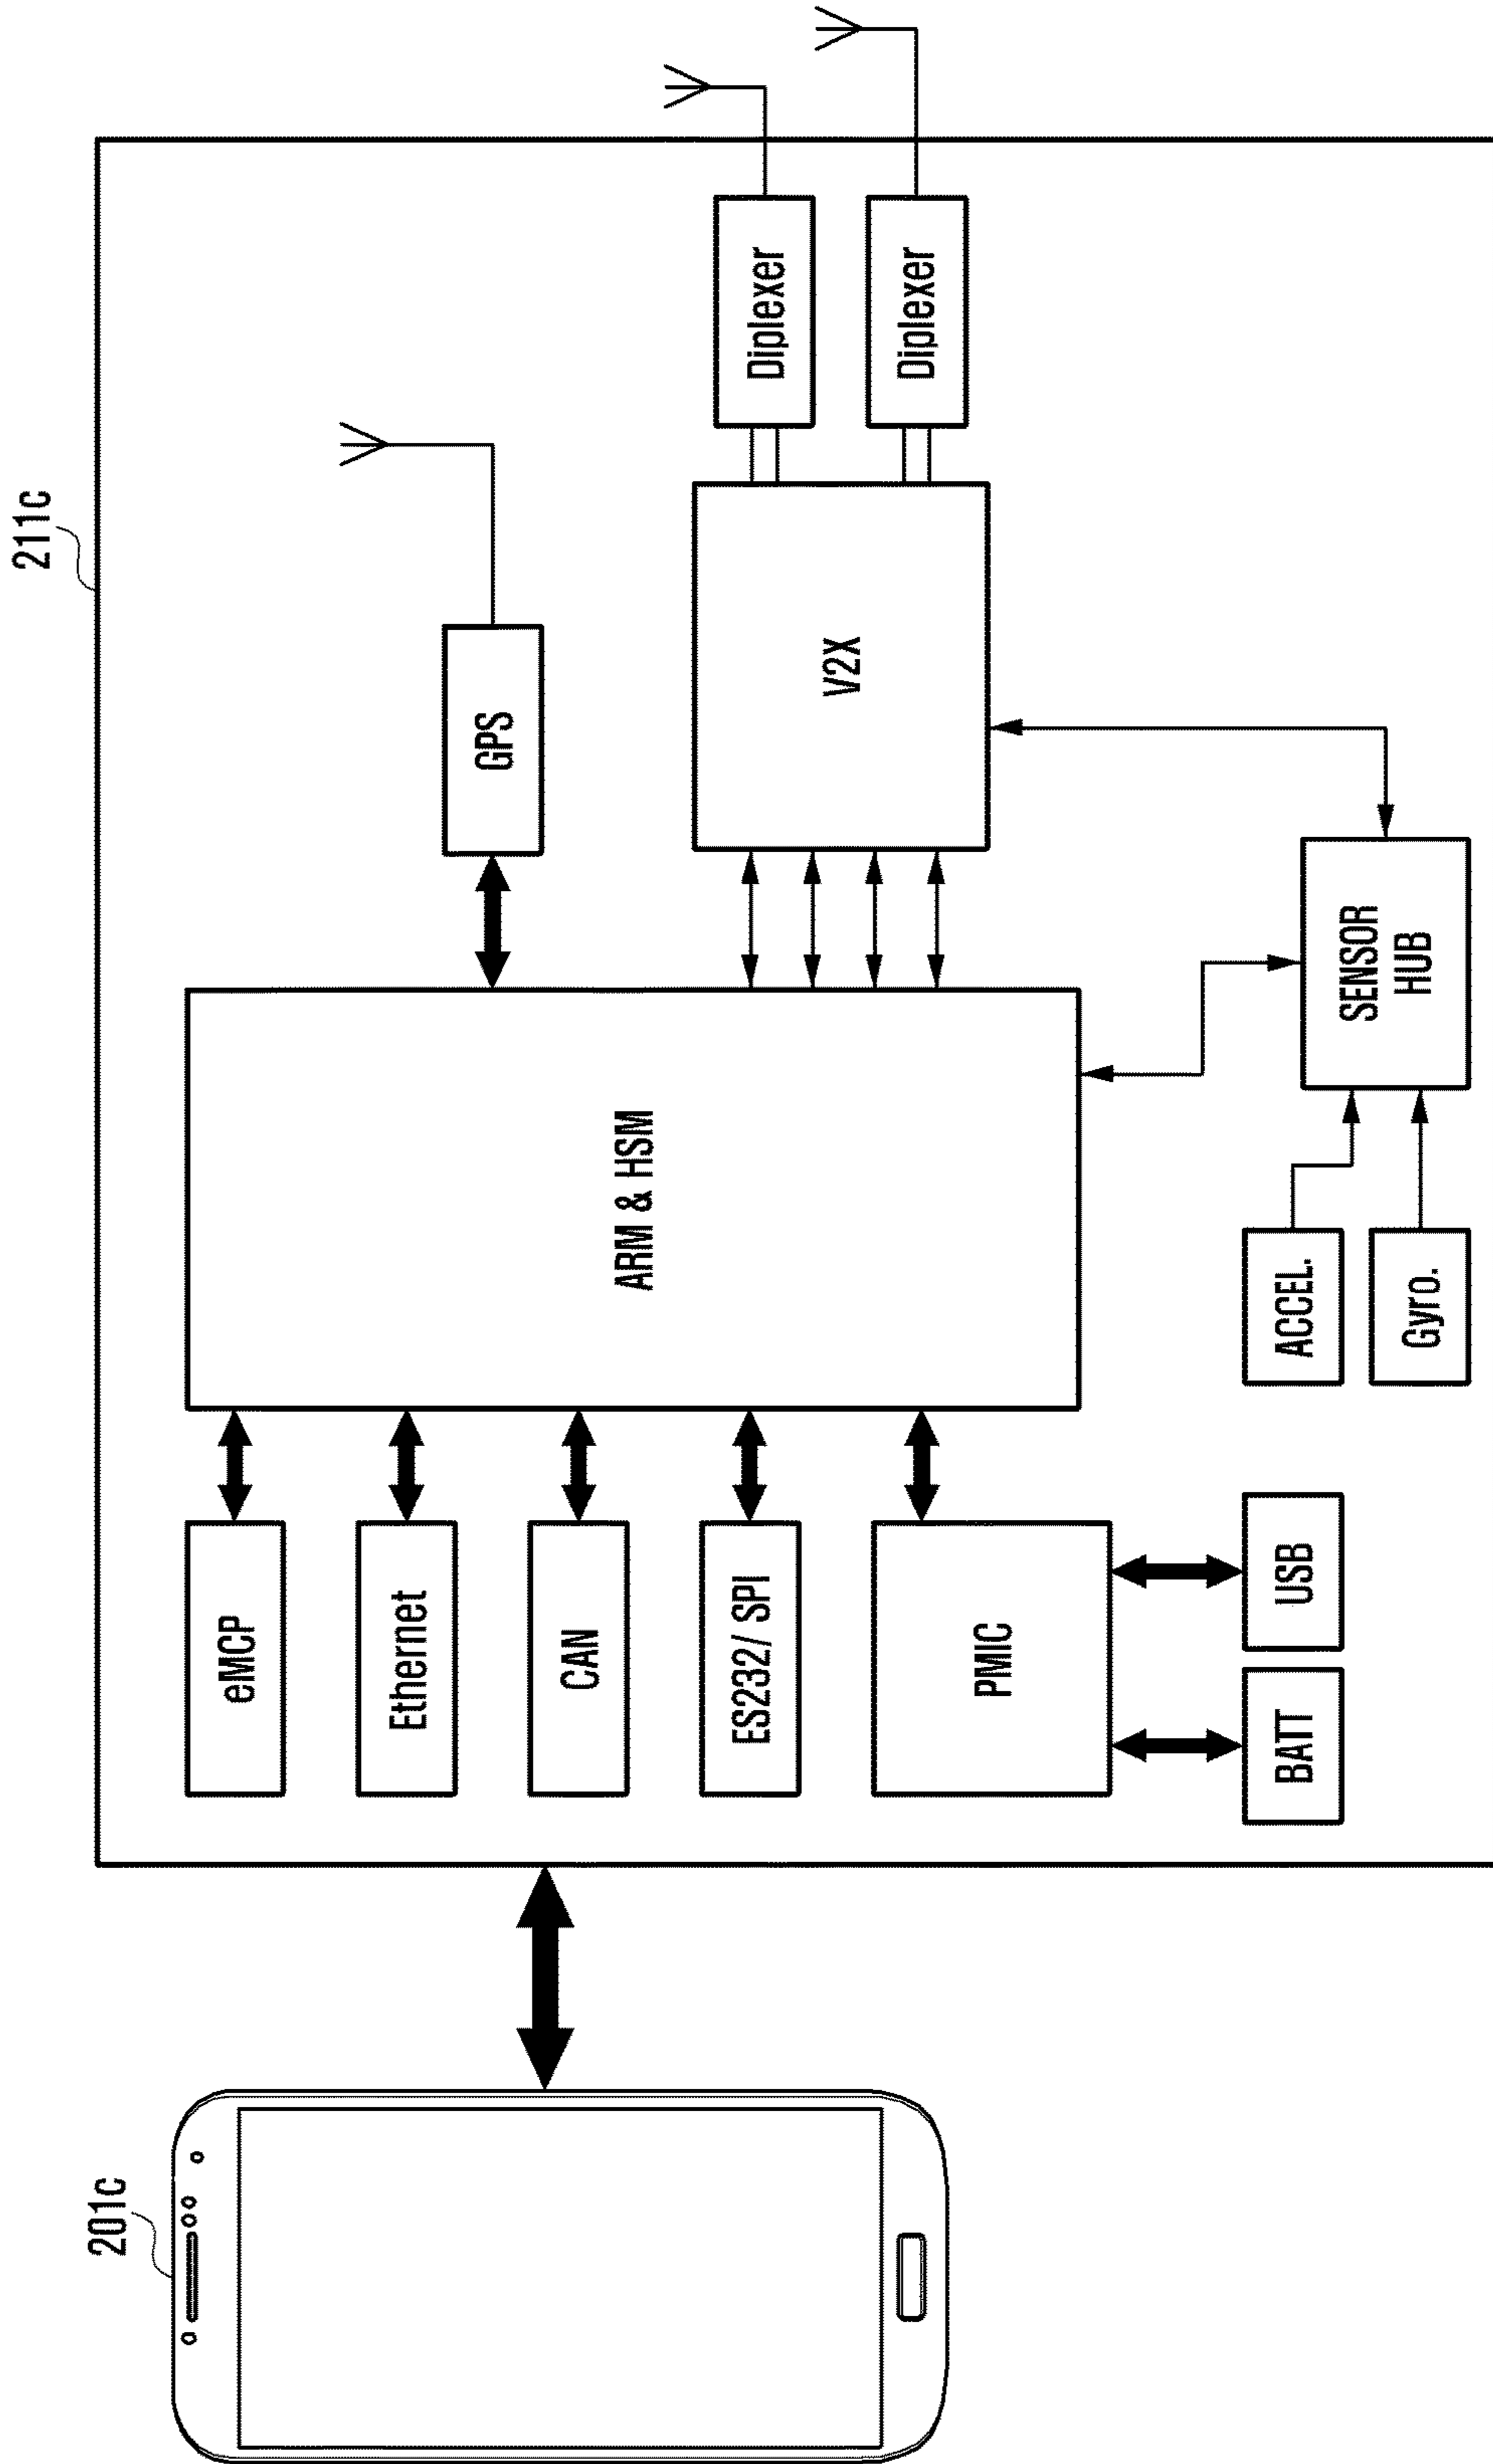 211c
201c
eMCP
Ethernet
CAN
ES232/ SPI
PMIC
BATT
USB
ARM & HSM
GPS
V2X
Diplexer
Diplexer
ACCEL.
Gyro.
SENSOR
HUB